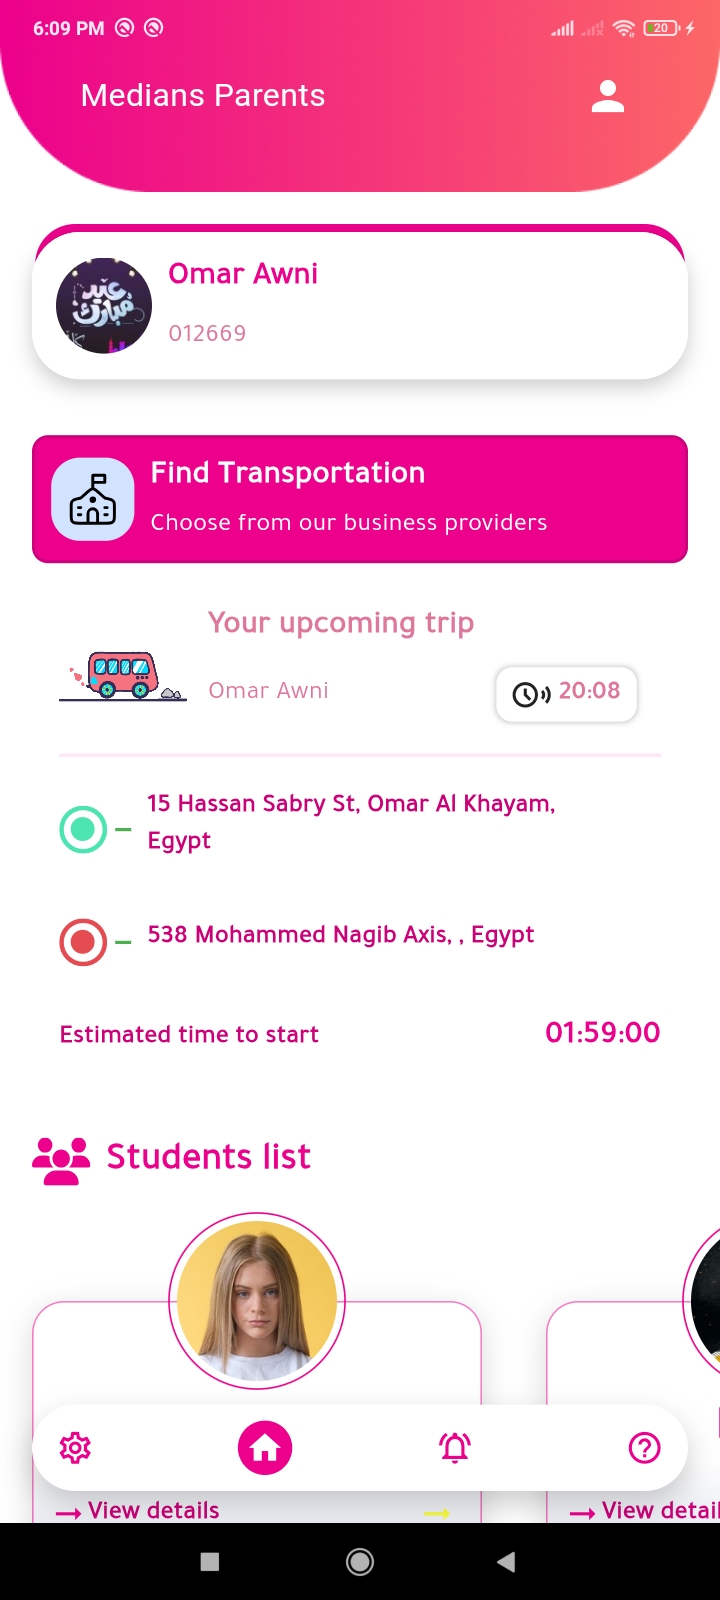 6:09 PM
20
Medians Parents
عيد
مبارك
Omar Awni
012669
Find Transportation
Choose from our business providers
Your upcoming trip
Omar Awni
20:08
15 Hassan Sabry St, Omar Al Khayam,
Egypt
538 Mohammed Nagib Axis, , Egypt
Estimated time to start
01:59:00
Students list
View details
View detail